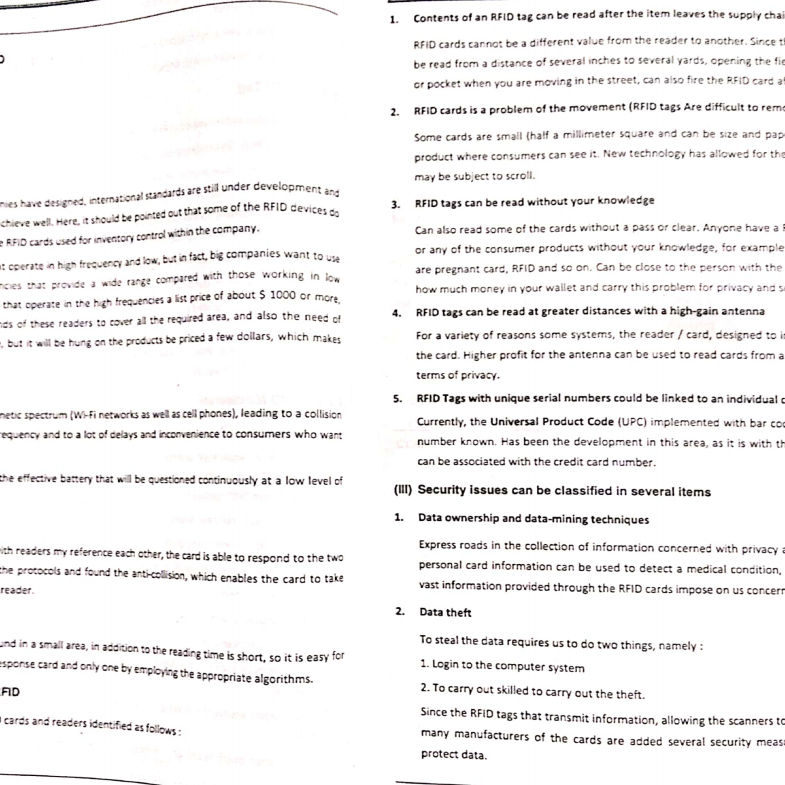 nies have designed, international standards are still under development and
chieve well. Here, it should be pointed out that some of the RFID devices do
e RFID cards used for inventory control within the company.
t operate in high frequency and low, but in fact, big companies want to use
ncies that provide a wide range compared with those working in low
that operate in the high frequencies a list price of about $ 1000 or more,
nds of these readers to cover all the required area, and also the need of
, but it will be hung on the products be priced a few dollars, which makes
netic spectrum (Wi-Fi networks as well as cell phones), leading to a collision
requency and to a lot of delays and inconvenience to consumers who want
the effective battery that will be questioned continuously at a low level of
ith readers my reference each other, the card is able to respond to the two
the protocols and found the anti-collision, which enables the card to take
reader.
und in a small area, in addition to the reading time is short, so it is easy for
esponse card and only one by employing the appropriate algorithms.
FID
cards and readers identified as follows :
1. Contents of an RFID tag can be read after the item leaves the supply chai
RFID cards cannot be a different value from the reader to another. Since t
be read from a distance of several inches to several yards, opening the fie
or pocket when you are moving in the street, can also fire the RFID card a
2. RFID cards is a problem of the movement (RFID tags Are difficult to rem
Some cards are small (half a millimeter square and can be size and pap
product where consumers can see it. New technology has allowed for the
may be subject to scroll.
3. RFID tags can be read without your knowledge
Can also read some of the cards without a pass or clear. Anyone have a
or any of the consumer products without your knowledge, for example
are pregnant card, RFID and so on. Can be close to the person with the
how much money in your wallet and carry this problem for privacy and s
4. RFID tags can be read at greater distances with a high-gain antenna
For a variety of reasons some systems, the reader / card, designed to i
the card. Higher profit for the antenna can be used to read cards from a
terms of privacy.
5. RFID Tags with unique serial numbers could be linked to an individual c
Currently, the Universal Product Code (UPC) implemented with bar co
number known. Has been the development in this area, as it is with th
can be associated with the credit card number.
(III) Security issues can be classified in several items
1. Data ownership and data-mining techniques
Express roads in the collection of information concerned with privacy a
personal card information can be used to detect a medical condition,
vast information provided through the RFID cards impose on us concern
2. Data theft
To steal the data requires us to do two things, namely :
1. Login to the computer system
2. To carry out skilled to carry out the theft.
Since the RFID tags that transmit information, allowing the scanners to
many manufacturers of the cards are added several security meas
protect data.